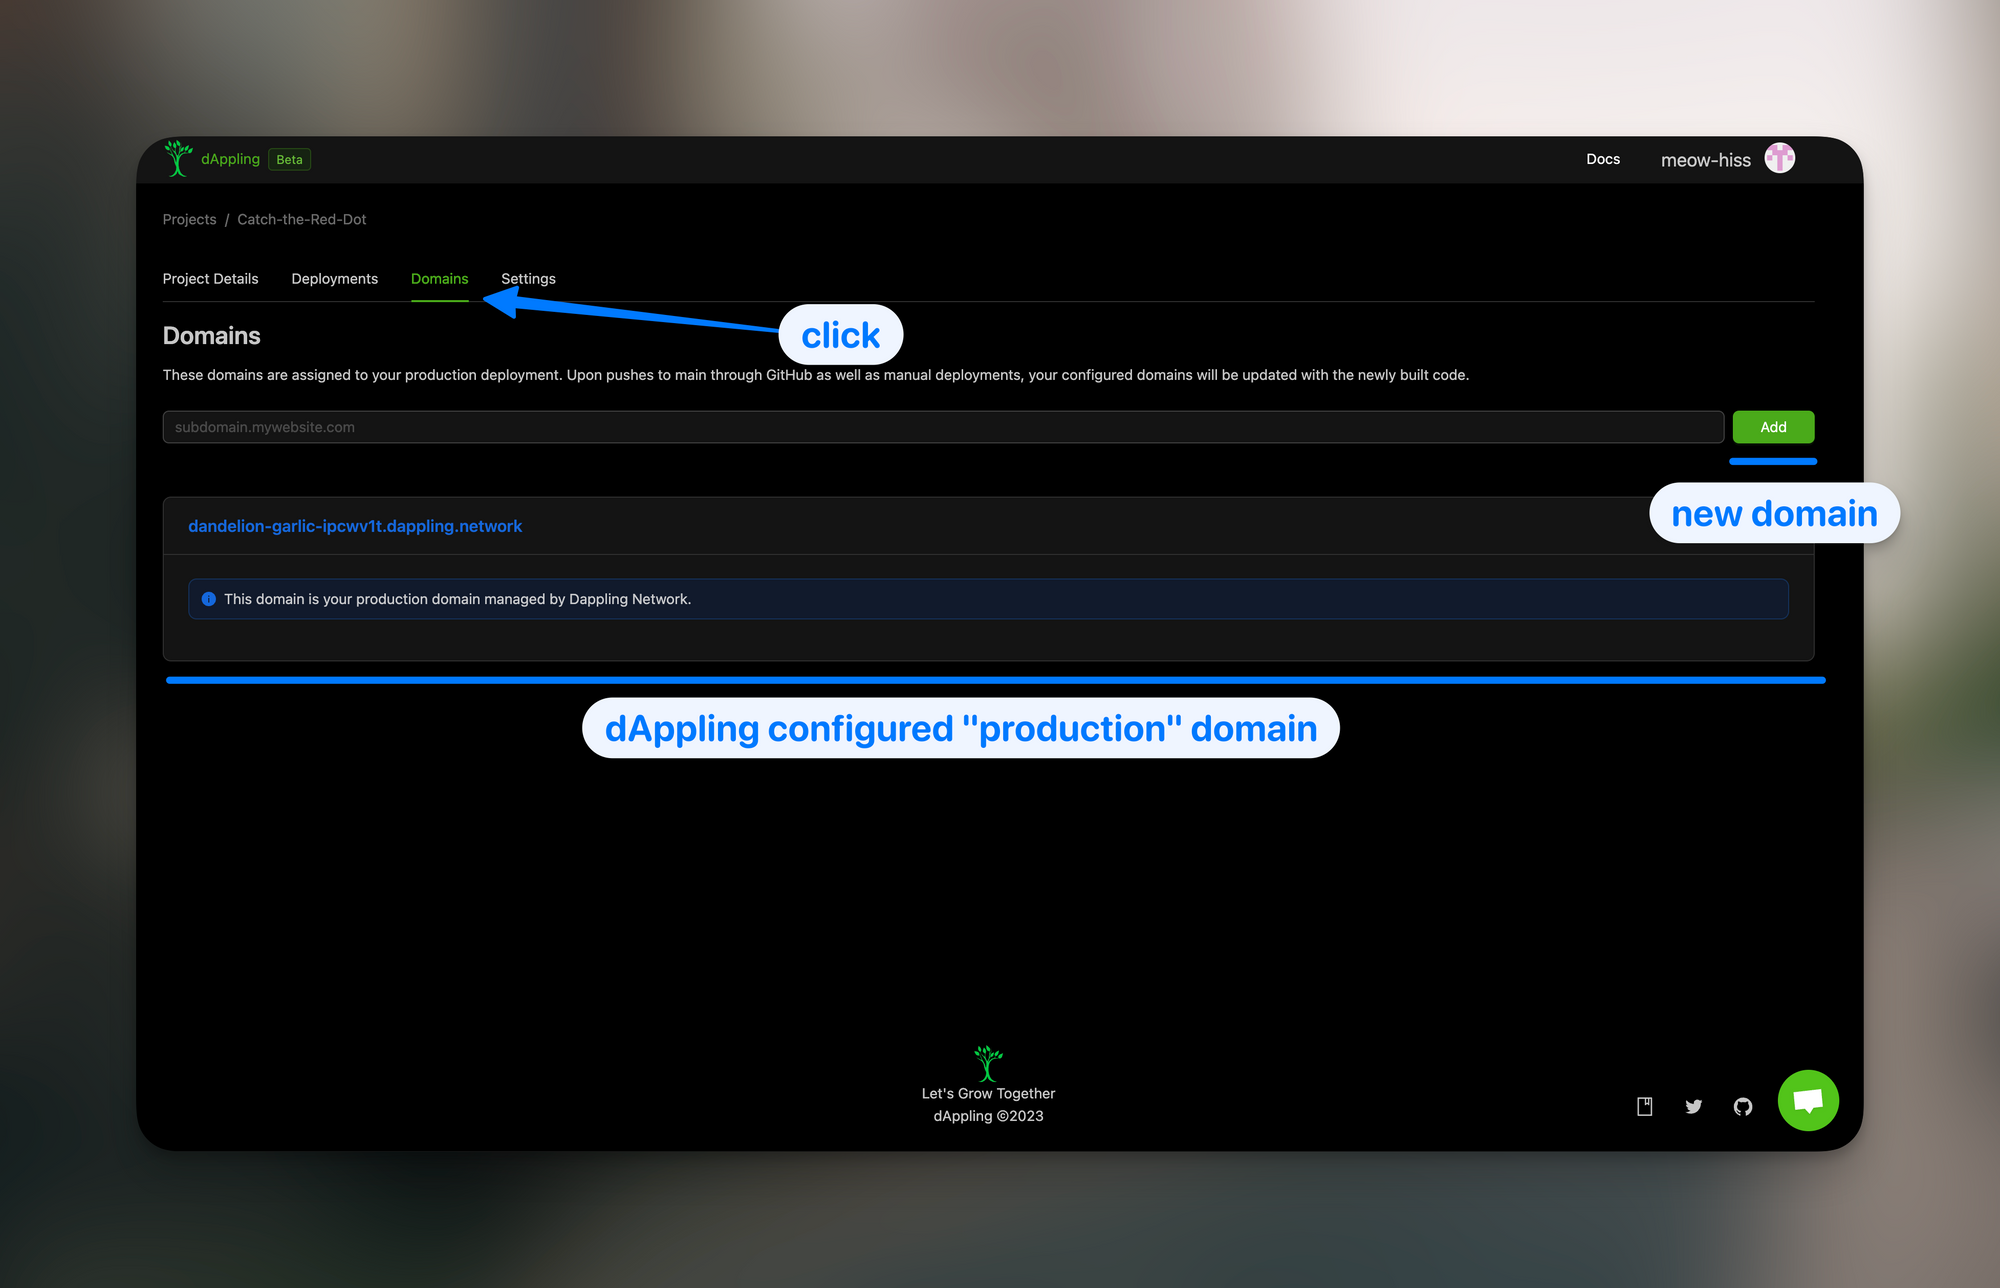 dAppling Beta
Docs
meow-hiss
Projects / Catch-the-Red-Dot
Project Details Deployments Domains Settings
click
Domains
These domains are assigned to your production deployment. Upon pushes to main through GitHub as well as manual deployments, your configured domains will be updated with the newly built code.
subdomain.mywebsite.com
Add
new domain
dandelion-garlic-ipcwv1t.dappling.network
This domain is your production domain managed by Dappling Network.
dAppling configured "production" domain
Let's Grow Together
dAppling ©2023